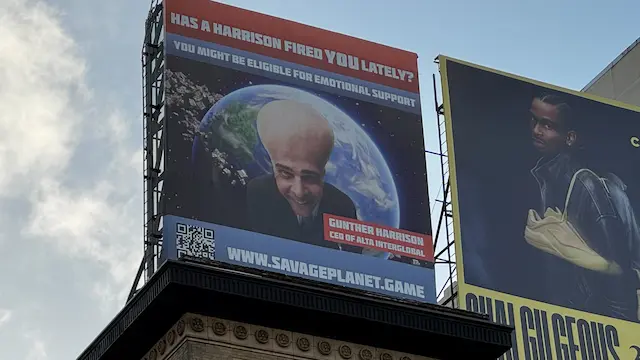 HAS A HARRISON FIRED YOU LATELY?
YOU MIGHT BE ELIGIBLE FOR EMOTIONAL SUPPORT
GUNTHER HARRISON
CEO OF ALTA INTERGLOBAL
WWW.SAVAGEPLANET.GAME